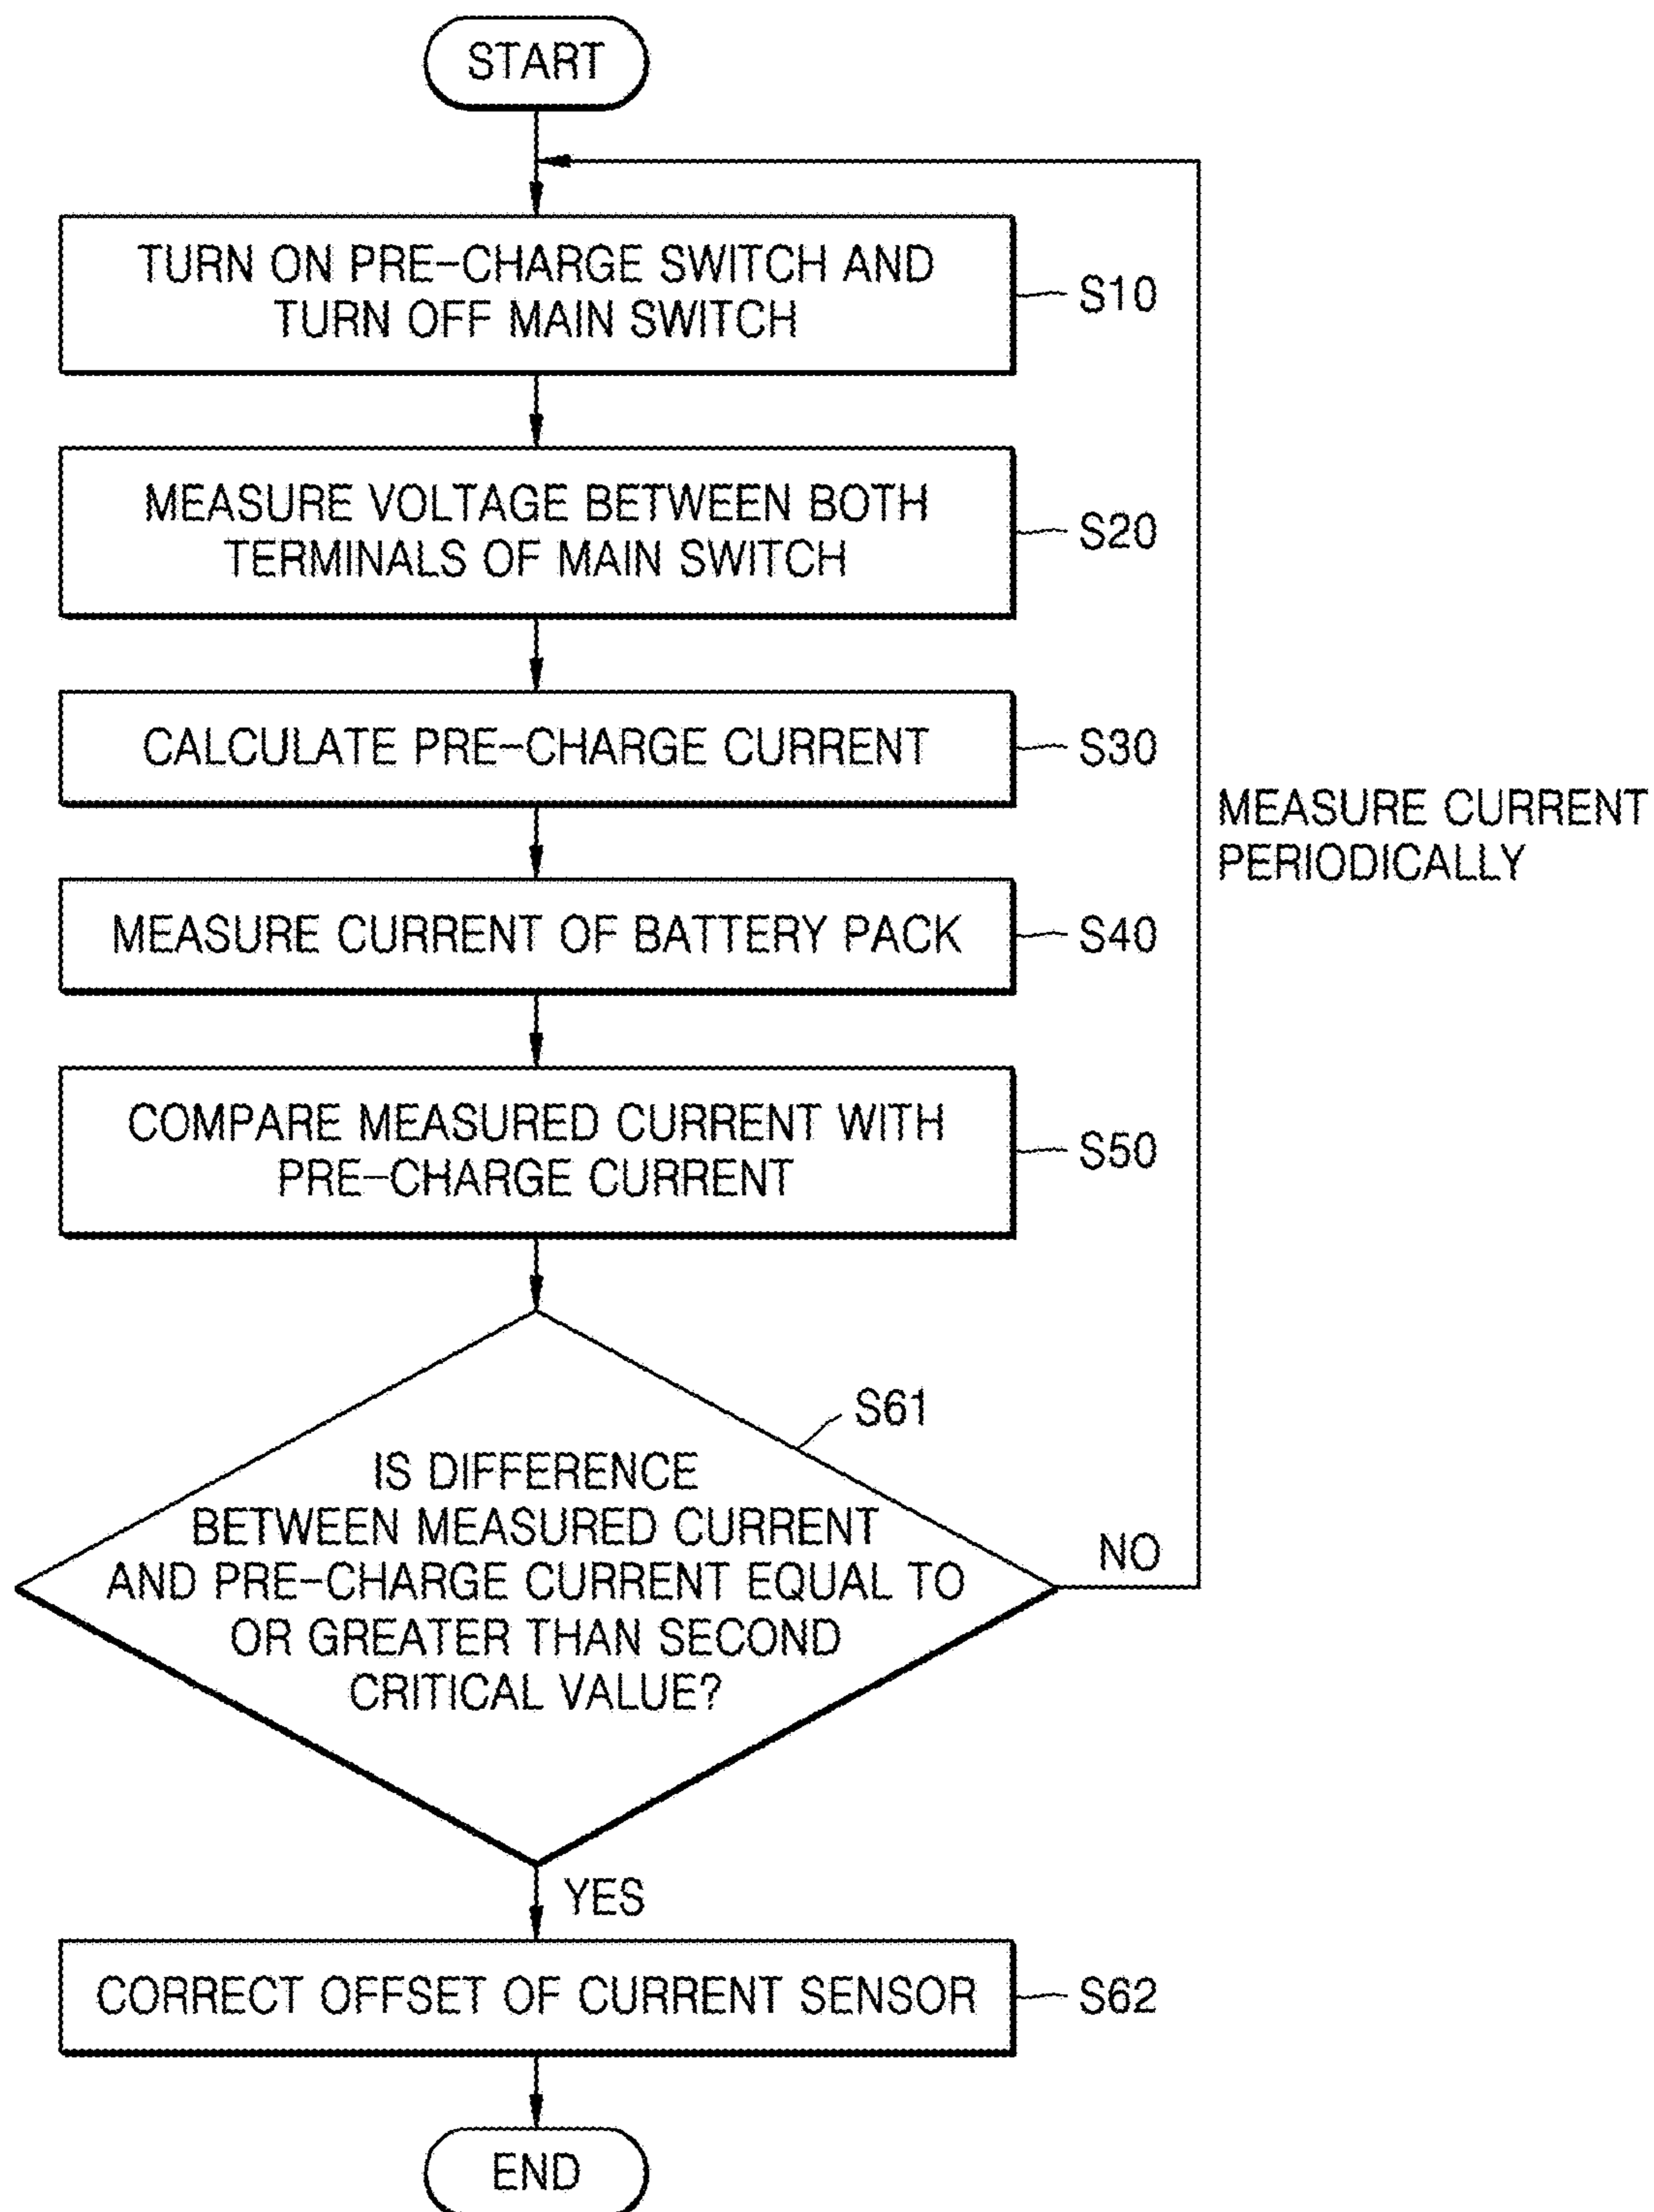 START
TURN ON PRE-CHARGE SWITCH AND
TURN OFF MAIN SWITCH
S10
MEASURE VOLTAGE BETWEEN BOTH
TERMINALS OF MAIN SWITCH
S20
CALCULATE PRE-CHARGE CURRENT
S30
MEASURE CURRENT
PERIODICALLY
MEASURE CURRENT OF BATTERY PACK
S40
COMPARE MEASURED CURRENT WITH
PRE-CHARGE CURRENT
S50
S61
IS DIFFERENCE
BETWEEN MEASURED CURRENT
AND PRE-CHARGE CURRENT EQUAL TO
OR GREATER THAN SECOND
CRITICAL VALUE?
NO
YES
CORRECT OFFSET OF CURRENT SENSOR
S62
END